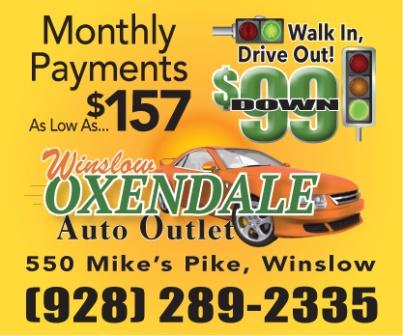 Monthly
Payments
As Low As... $157
Walk In,
Drive Out!
$99
DOWN
Winslow
OXENDALE
Auto Outlet
550 Mike's Pike, Winslow
(928) 289-2335